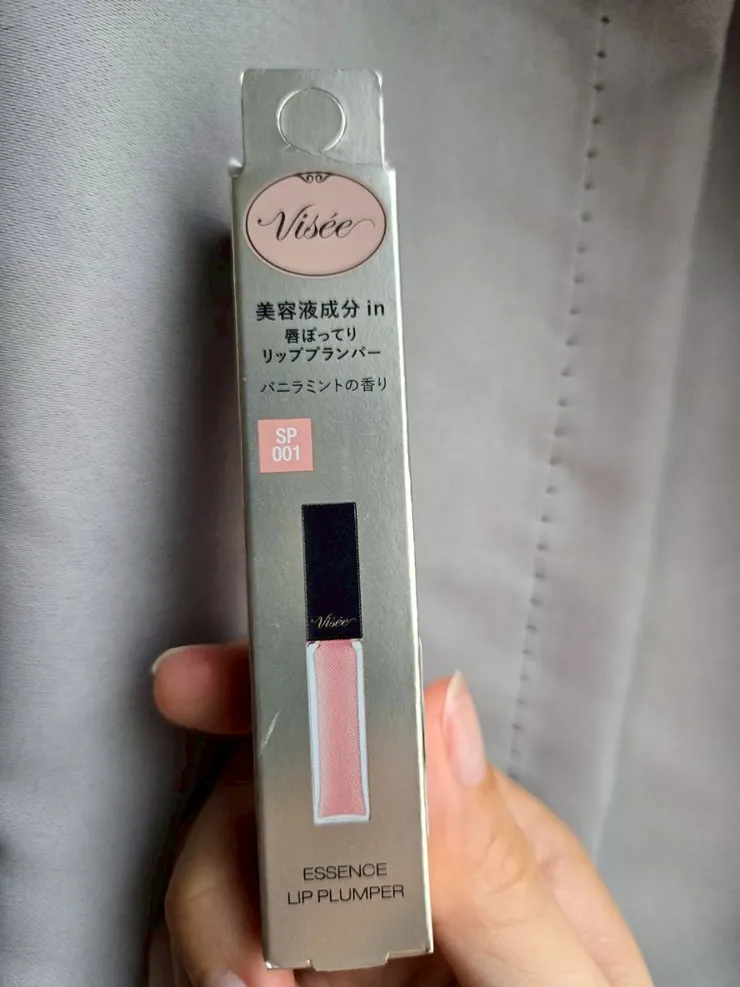 Visée
美容液成分 in
唇ぽってり
リッププランパー
バニラミントの香り
SP
001
Visée
ESSENCE
LIP PLUMPER